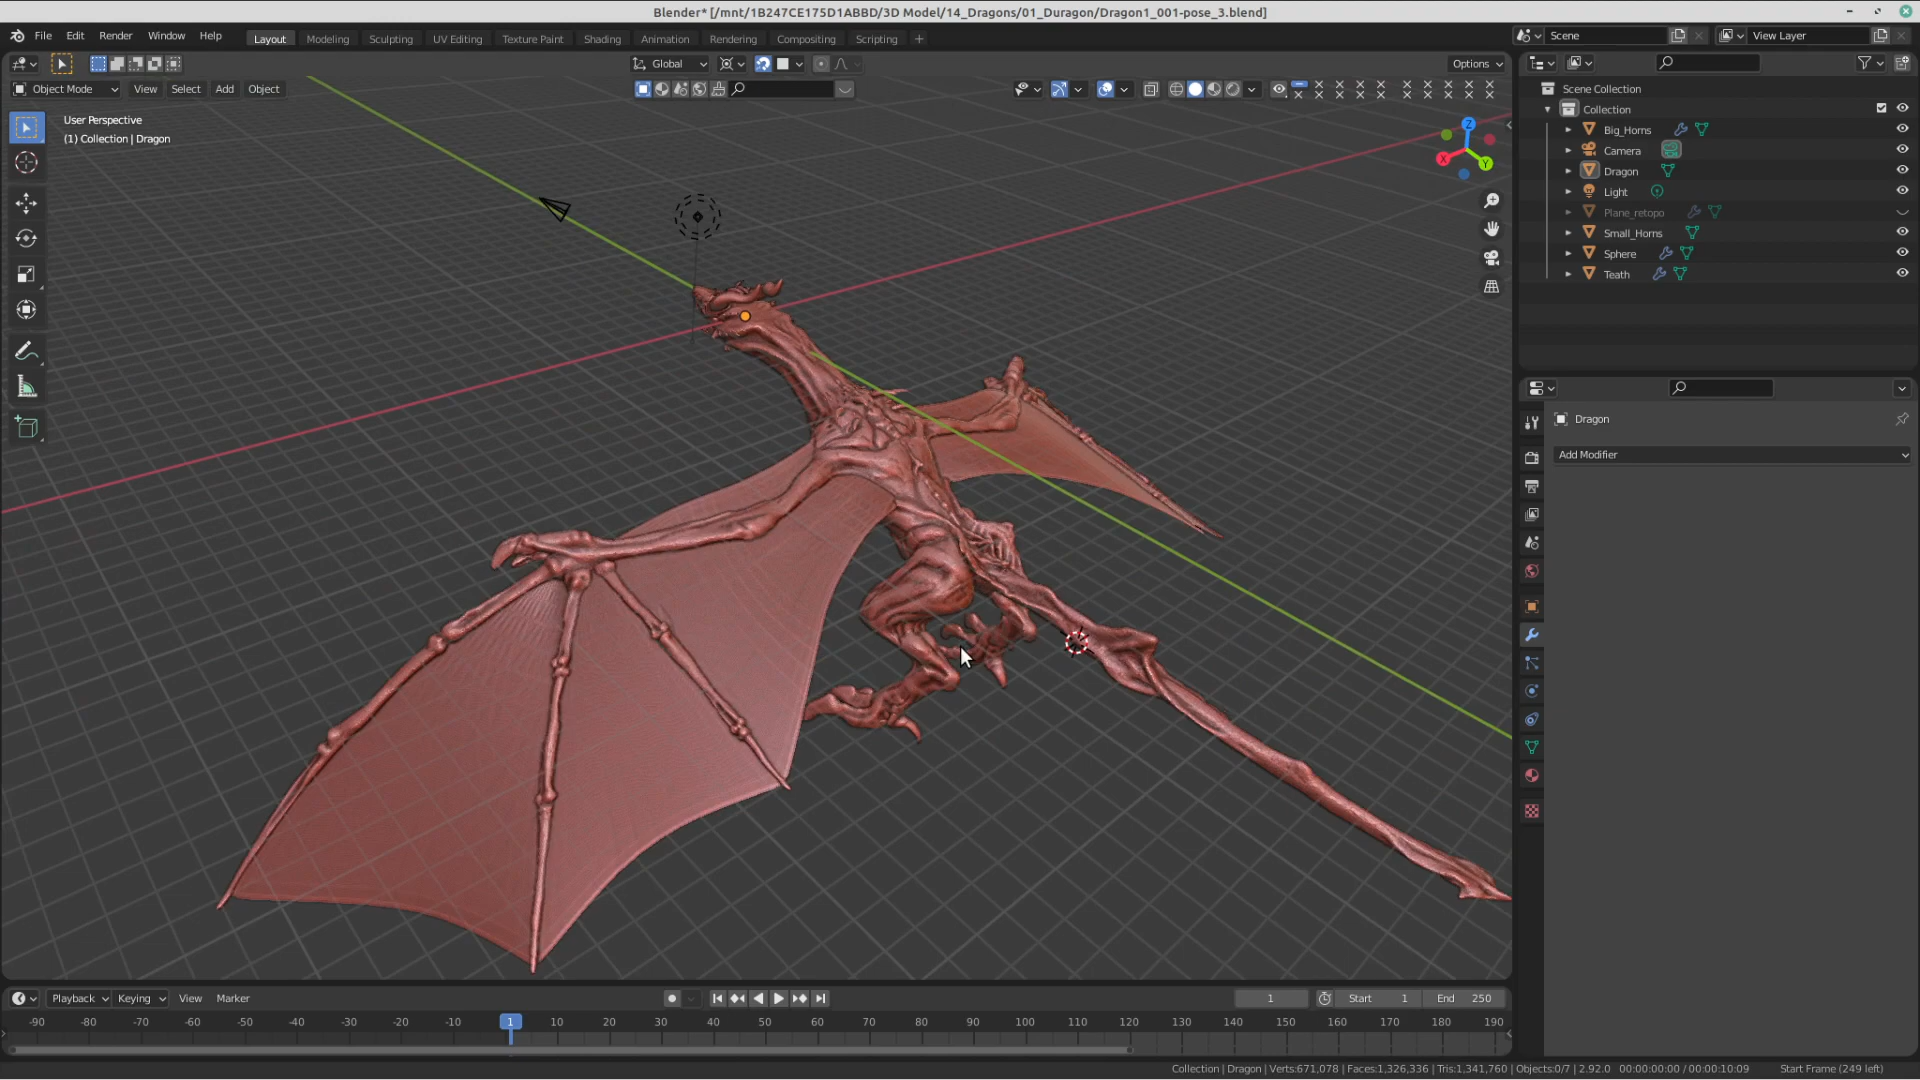 Blender* [/mnt/1B247CE175D1ABBD/3D Model/14_Dragons/01_Duragon/Dragon1_001-pose_3.blend]
File Edit Render Window Help Layout Modeling Sculpting UV Editing Texture Paint Shading Animation Rendering Compositing Scripting +
Scene View Layer
Global Options
Object Mode View Select Add Object
User Perspective
(1) Collection | Dragon
Z
X
Y
Scene Collection
Collection
Big_Horns
Camera
Dragon
Light
Plane_retopo
Small_Horns
Sphere
Teath
Dragon
Add Modifier
Playback Keying View Marker 1 Start 1 End 250
-90 -80 -70 -60 -50 -40 -30 -20 -10 1 10 20 30 40 50 60 70 80 90 100 110 120 130 140 150 160 170 180 190
Collection | Dragon | Verts:671,078 | Faces:1,326,336 | Tris:1,341,760 | Objects:0/7 | 2.92.0 00:00:00:00 / 00:00:10:09 Start Frame (249 left)